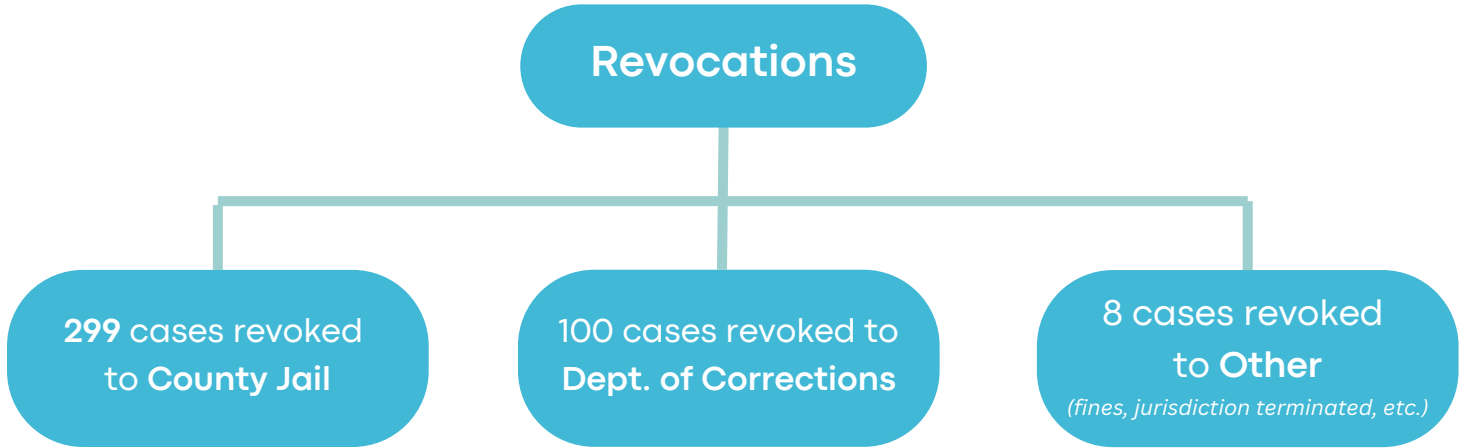 Revocations
299 cases revoked
to County Jail
100 cases revoked to
Dept. of Corrections
8 cases revoked
to Other
(fines, jurisdiction terminated, etc.)